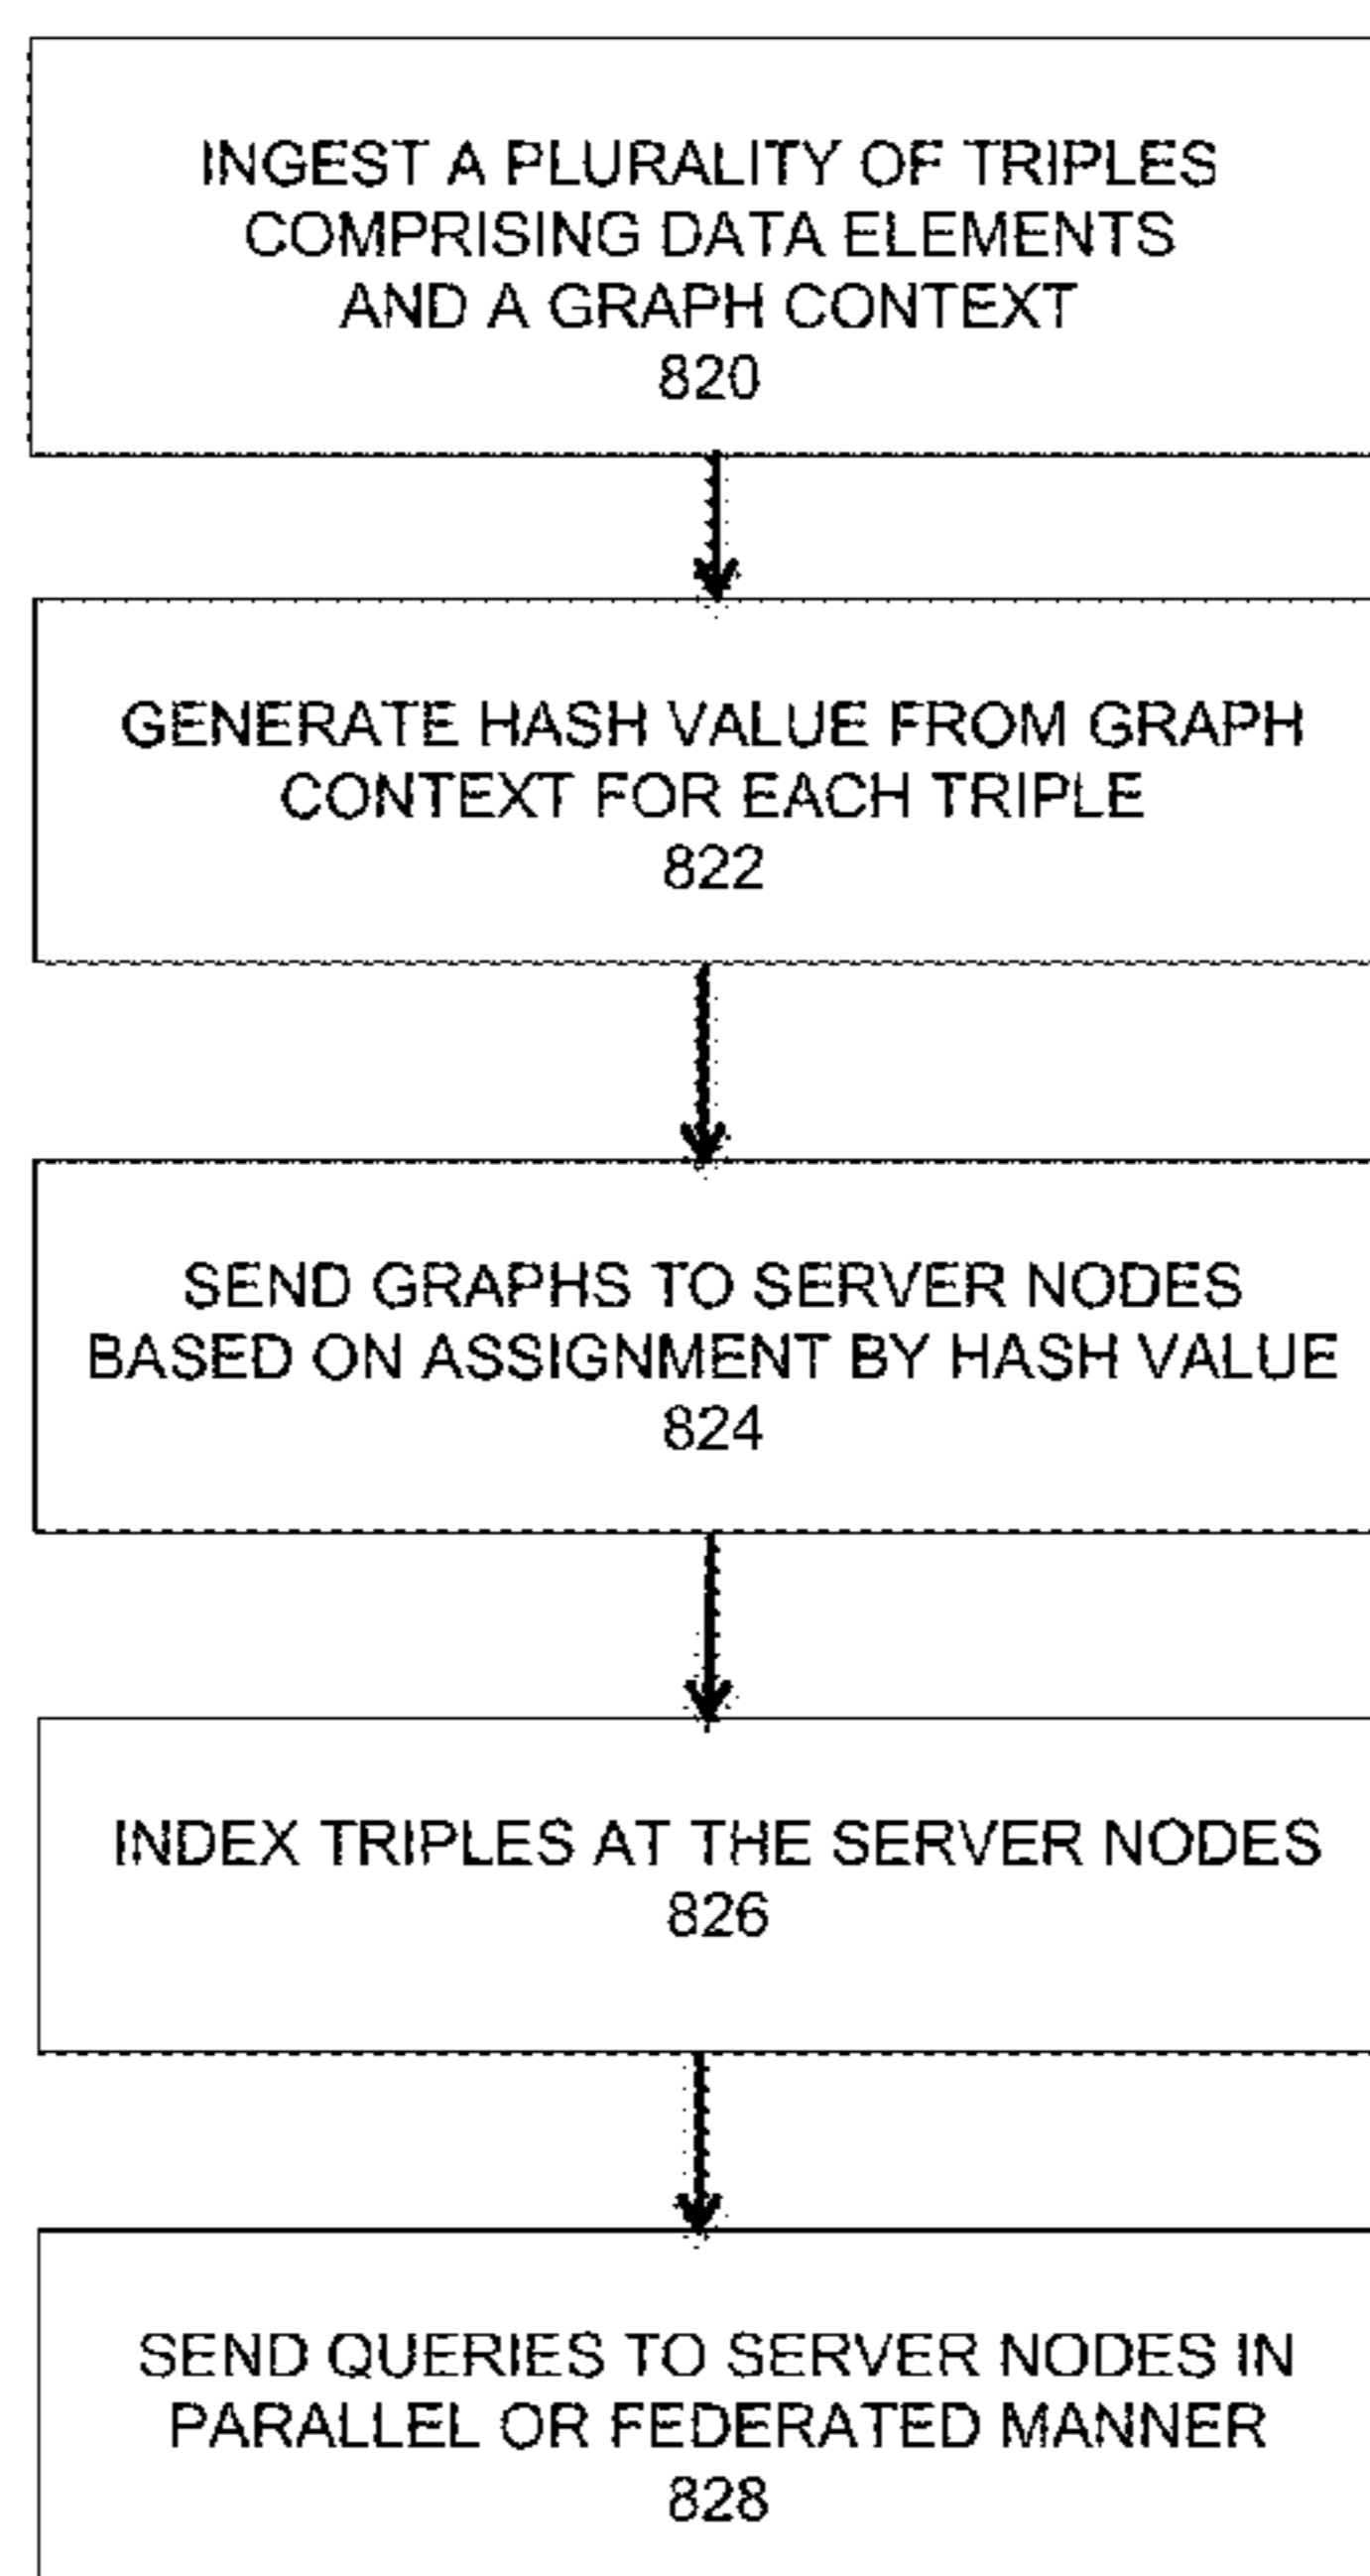 INGEST A PLURALITY OF TRIPLES
COMPRISING DATA ELEMENTS
AND A GRAPH CONTEXT
820
GENERATE HASH VALUE FROM GRAPH
CONTEXT FOR EACH TRIPLE
822
SEND GRAPHS TO SERVER NODES
BASED ON ASSIGNMENT BY HASH VALUE
824
INDEX TRIPLES AT THE SERVER NODES
826
SEND QUERIES TO SERVER NODES IN
PARALLEL OR FEDERATED MANNER
828